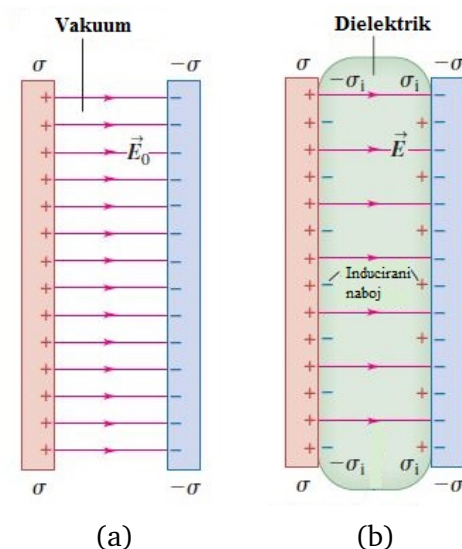 Vakuum
σ −σ
E⃗₀
σ −σ
(a)
Dielektrik
σ −σᵢ σᵢ −σ
E⃗
Inducirani
naboj
σ −σᵢ σᵢ −σ
(b)